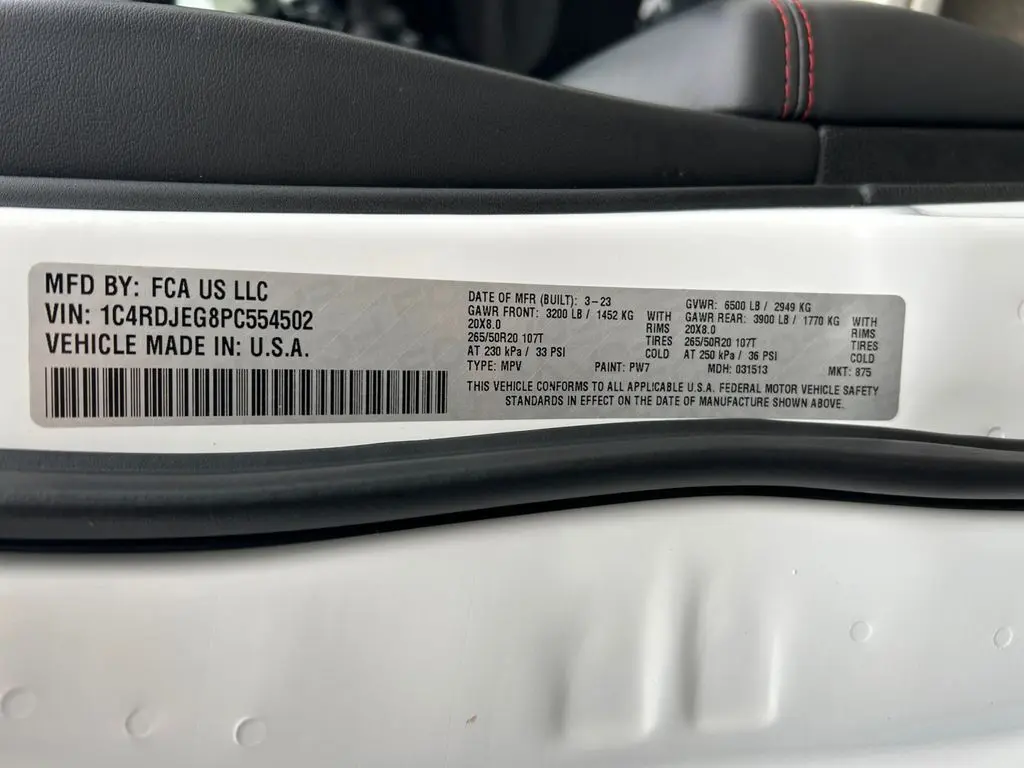 MFD BY: FCA US LLC
VIN: 1C4RDJEG8PC554502
VEHICLE MADE IN: U.S.A.
DATE OF MFR (BUILT): 3-23
GAWR FRONT: 3200 LB / 1452 KG WITH
20X8.0 RIMS
265/50R20 107T TIRES
AT 230 kPa / 33 PSI COLD
TYPE: MPV PAINT: PW7
GVWR: 6500 LB / 2949 KG
GAWR REAR: 3900 LB / 1770 KG WITH
20X8.0 RIMS
265/50R20 107T TIRES
AT 250 kPa / 36 PSI COLD
MDH: 031513 MKT: 875
THIS VEHICLE CONFORMS TO ALL APPLICABLE U.S.A. FEDERAL MOTOR VEHICLE SAFETY
STANDARDS IN EFFECT ON THE DATE OF MANUFACTURE SHOWN ABOVE.